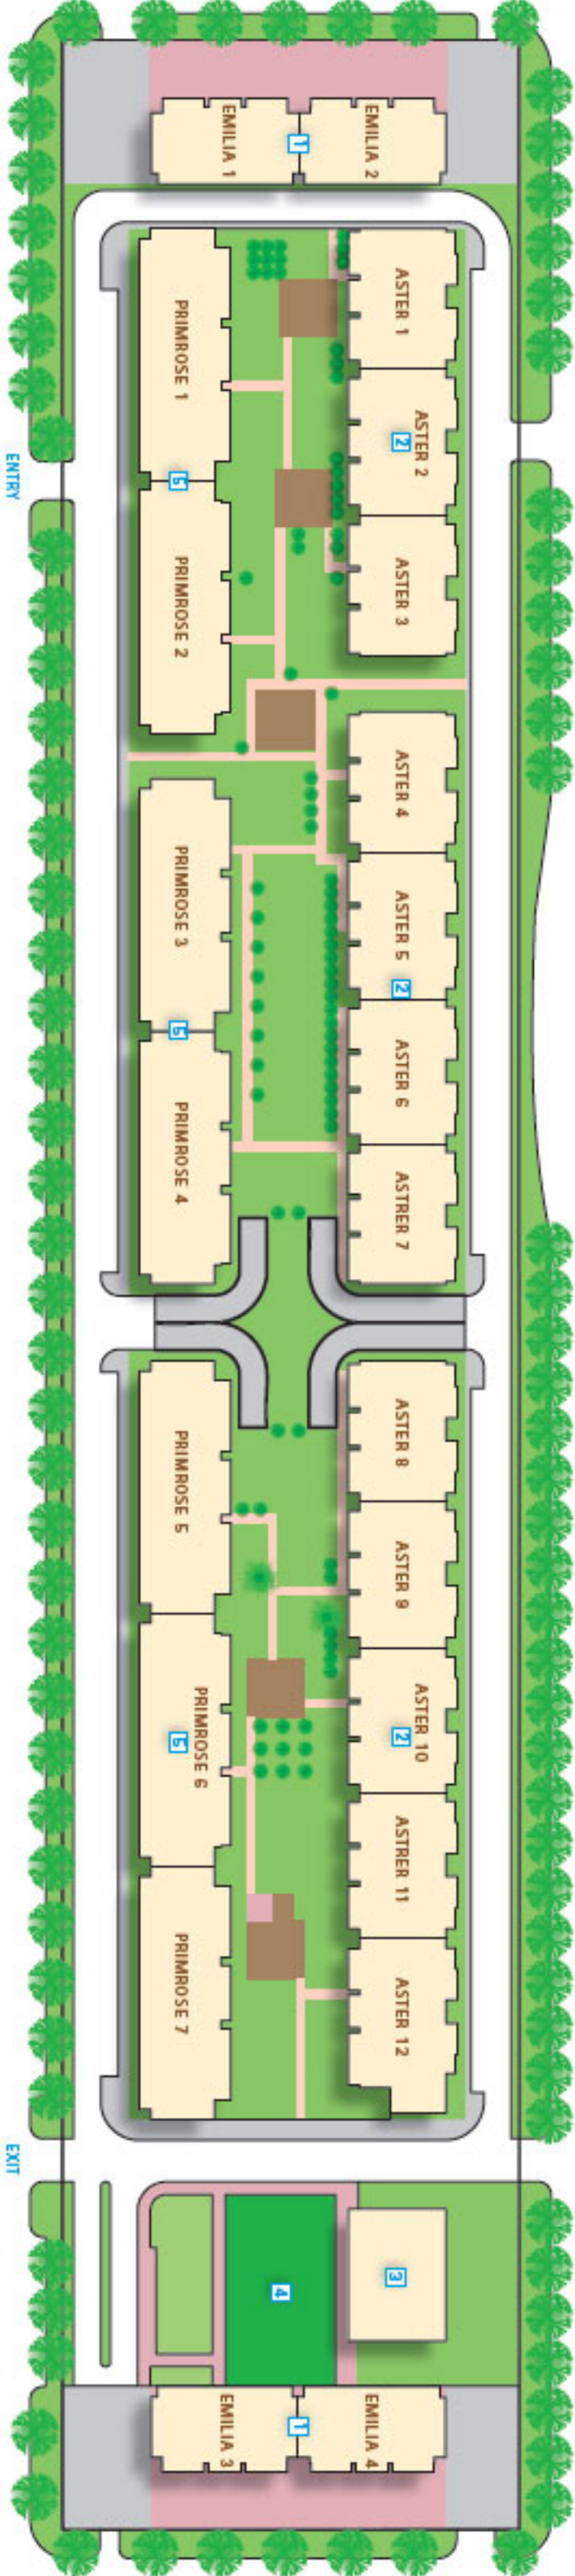 EMILIA 1
1
EMILIA 2
PRIMROSE 1
ASTER 1
ASTER 2
2
ENTRY
5
PRIMROSE 2
ASTER 3
ASTER 4
PRIMROSE 3
ASTER 5
2
5
ASTER 6
PRIMROSE 4
ASTRER 7
PRIMROSE 5
ASTER 8
ASTER 9
PRIMROSE 6
5
ASTER 10
2
ASTRER 11
PRIMROSE 7
ASTER 12
EXIT
3
4
EMILIA 3
1
EMILIA 4